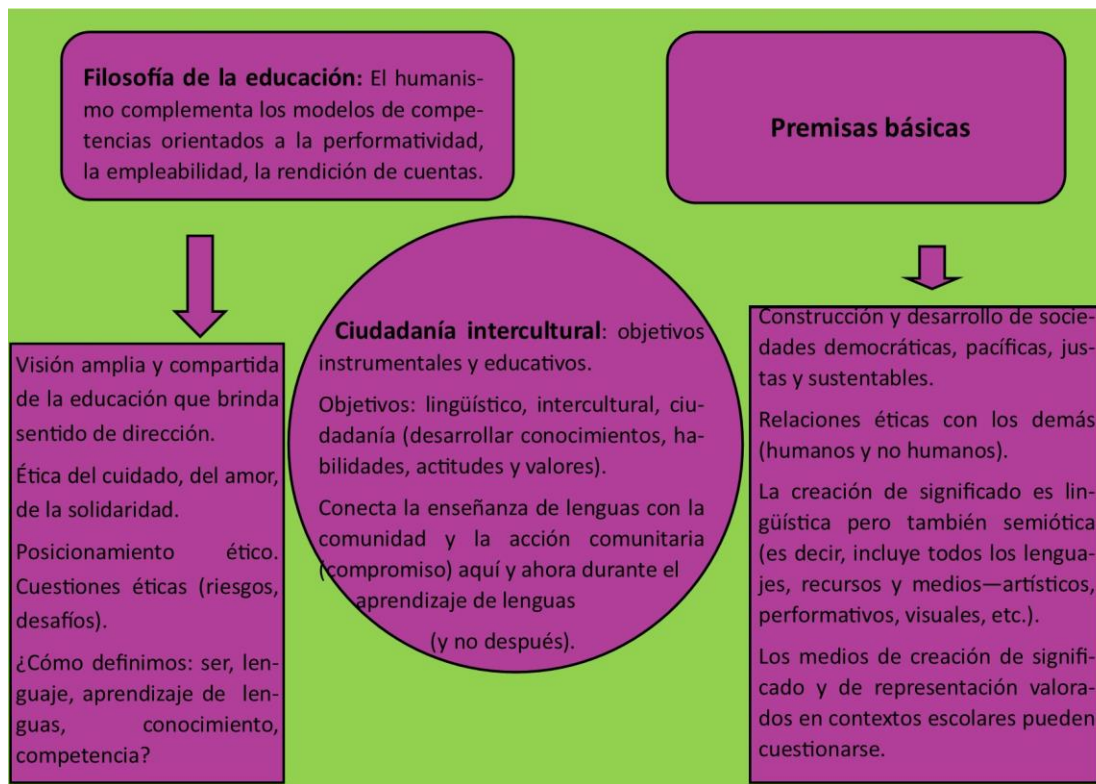 Filosofía de la educación: El humanis-
mo complementa los modelos de compe-
tencias orientados a la performatividad,
la empleabilidad, la rendición de cuentas.
Premisas básicas
Visión amplia y compartida
de la educación que brinda
sentido de dirección.
Ética del cuidado, del amor,
de la solidaridad.
Posicionamiento ético.
Cuestiones éticas (riesgos,
desafíos).
¿Cómo definimos: ser, len-
guaje, aprendizaje de len-
guas, conocimiento,
competencia?
Ciudadanía intercultural: objetivos
instrumentales y educativos.
Objetivos: lingüístico, intercultural, ciu-
dadanía (desarrollar conocimientos, ha-
bilidades, actitudes y valores).
Conecta la enseñanza de lenguas con la
comunidad y la acción comunitaria
(compromiso) aquí y ahora durante el
aprendizaje de lenguas
(y no después).
Construcción y desarrollo de socie-
dades democráticas, pacíficas, jus-
tas y sustentables.
Relaciones éticas con los demás
(humanos y no humanos).
La creación de significado es lin-
güística pero también semiótica
(es decir, incluye todos los lengua-
jes, recursos y medios—artísticos,
performativos, visuales, etc.).
Los medios de creación de signifi-
cado y de representación valora-
dos en contextos escolares pueden
cuestionarse.